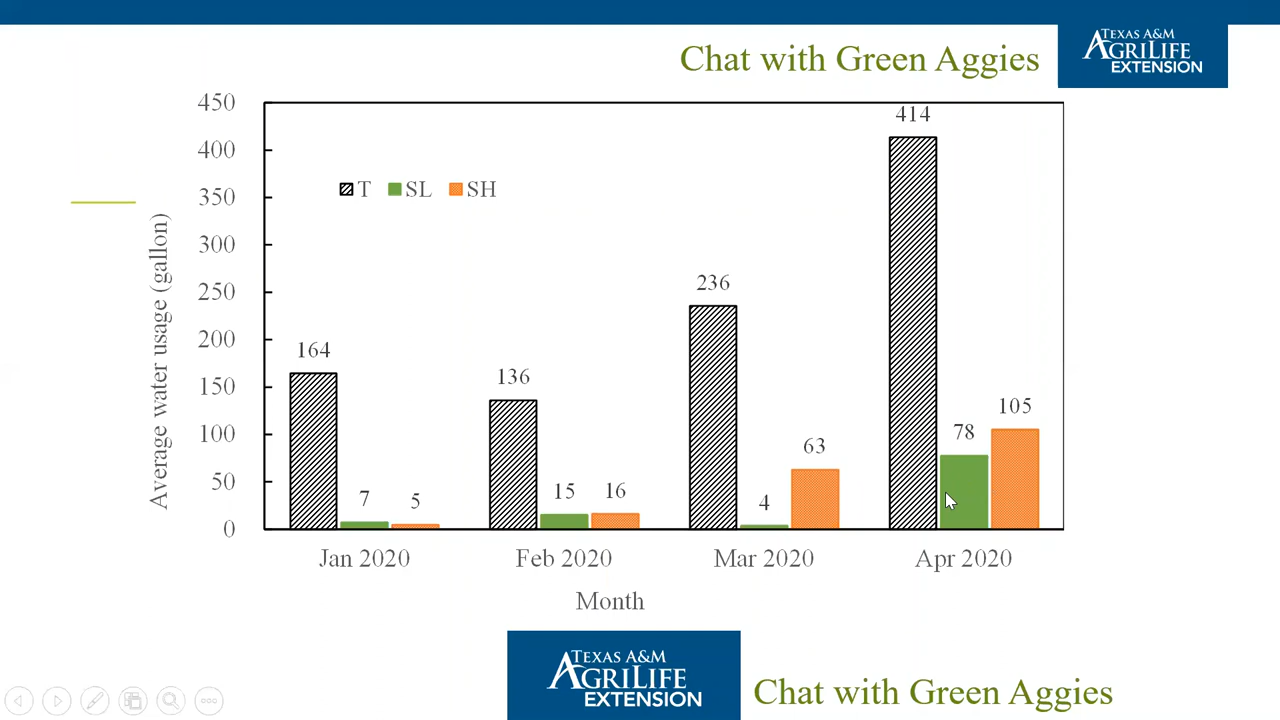 Chat with Green Aggies
TEXAS A&M
AGRILIFE
EXTENSION
450
400
350
300
250
200
150
100
50
0
Average water usage (gallon)
T SL SH
164
7
5
136
15
16
236
4
63
414
78
105
Jan 2020
Feb 2020
Mar 2020
Apr 2020
Month
TEXAS A&M
AGRILIFE
EXTENSION
Chat with Green Aggies